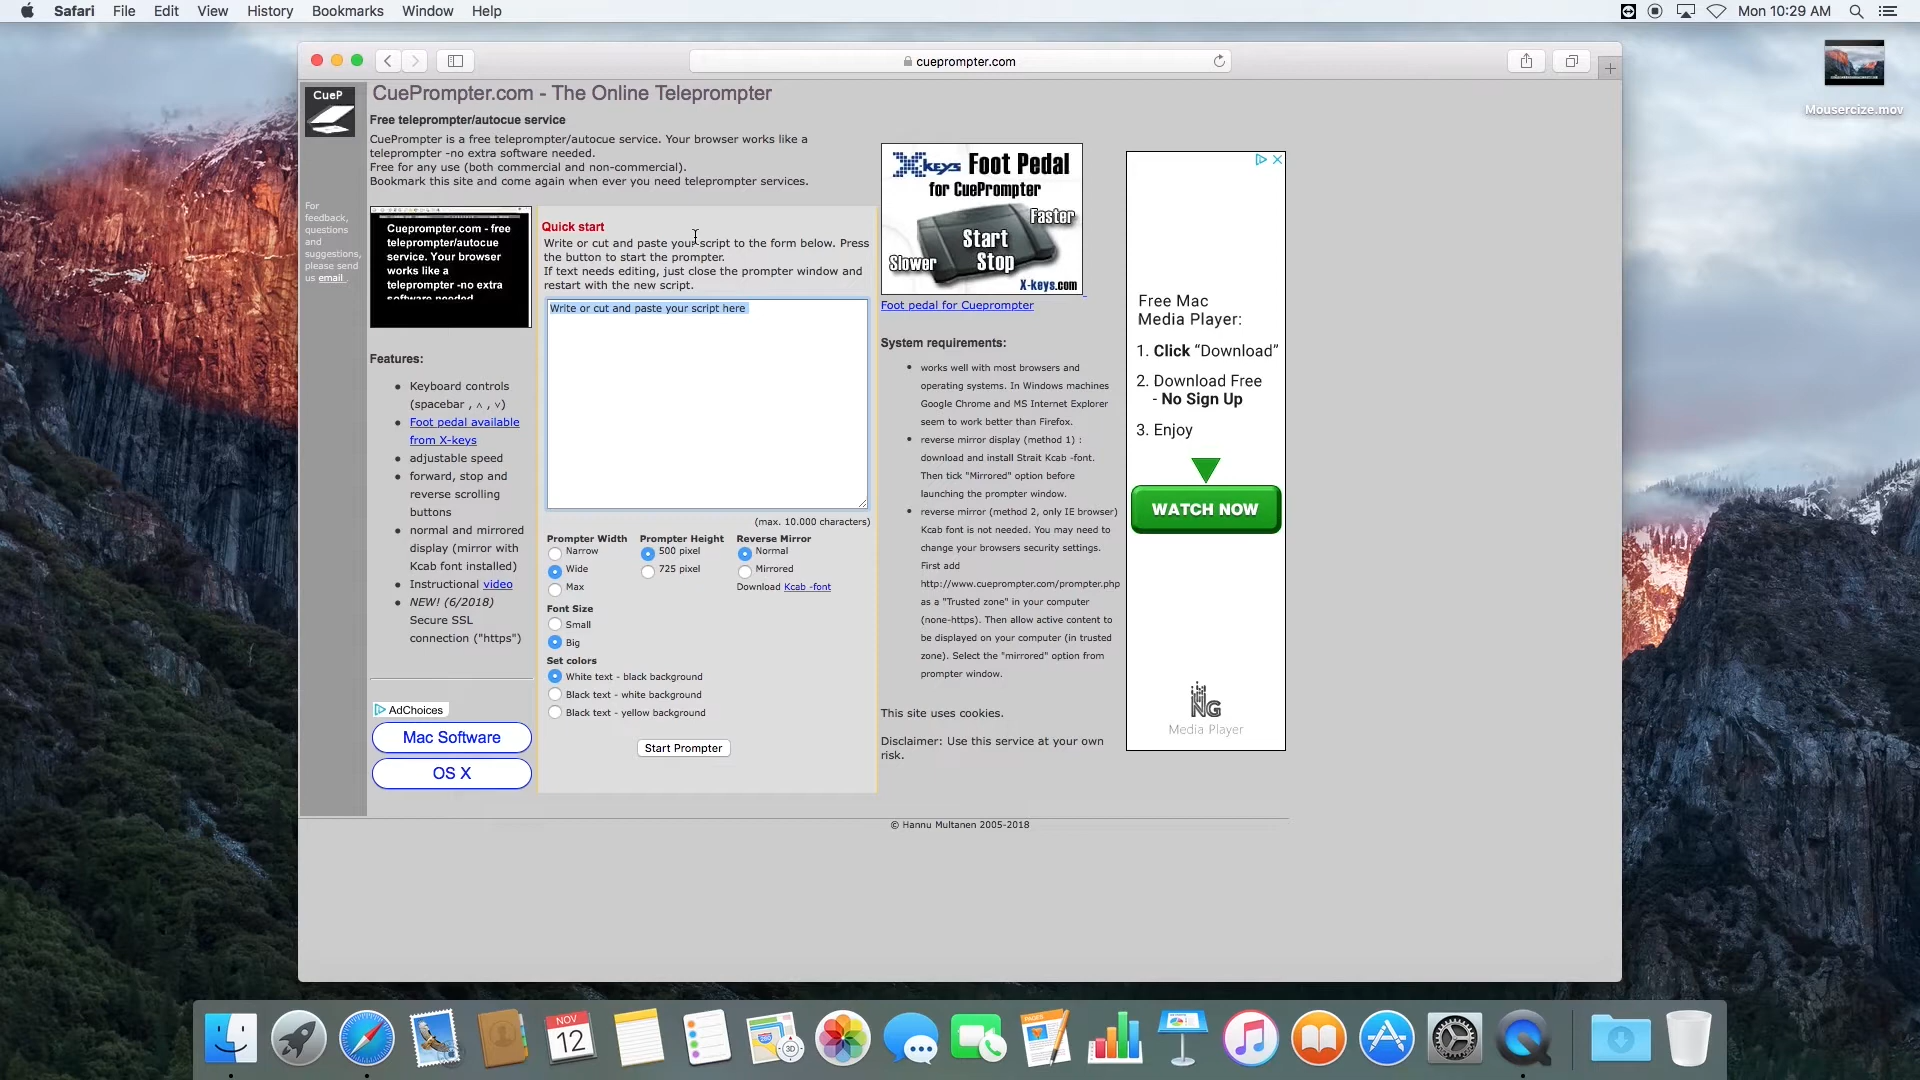 Safari File Edit View History Bookmarks Window Help
Mon 10:29 AM
cueprompter.com
Mousercize.mov
CueP
CuePrompter.com - The Online Teleprompter
Free teleprompter/autocue service
CuePrompter is a free teleprompter/autocue service. Your browser works like a
teleprompter -no extra software needed.
Free for any use (both commercial and non-commercial).
Bookmark this site and come again when ever you need teleprompter services.
For
feedback,
questions
and
suggestions,
please send
us email .
Cueprompter.com - free
teleprompter/autocue
service. Your browser
works like a
teleprompter -no extra
software needed
Features:
Keyboard controls
(spacebar , ^ , v)
Foot pedal available
from X-keys
adjustable speed
forward, stop and
reverse scrolling
buttons
normal and mirrored
display (mirror with
Kcab font installed)
Instructional video
NEW! (6/2018)
Secure SSL
connection ("https")
AdChoices
Mac Software
OS X
Quick start
Write or cut and paste your script to the form below. Press
the button to start the prompter.
If text needs editing, just close the prompter window and
restart with the new script.
Write or cut and paste your script here
(max. 10.000 characters)
Prompter Width Prompter Height Reverse Mirror
Narrow 500 pixel Normal
Wide 725 pixel Mirrored
Max Download Kcab -font
Font Size
Small
Big
Set colors
White text - black background
Black text - white background
Black text - yellow background
Start Prompter
X-keys Foot Pedal
for CuePrompter
Faster
Start
Stop
Slower
X-keys.com
Foot pedal for Cueprompter
System requirements:
works well with most browsers and
operating systems. In Windows machines
Google Chrome and MS Internet Explorer
seem to work better than Firefox.
reverse mirror display (method 1) :
download and install Strait Kcab -font.
Then tick "Mirrored" option before
launching the prompter window.
reverse mirror (method 2, only IE browser)
Kcab font is not needed. You may need to
change your browsers security settings.
First add
http://www.cueprompter.com/prompter.php
as a "Trusted zone" in your computer
(none-https). Then allow active content to
be displayed on your computer (in trusted
zone). Select the "mirrored" option from
prompter window.
This site uses cookies.
Disclaimer: Use this service at your own
risk.
Free Mac
Media Player:
1. Click “Download”
2. Download Free
- No Sign Up
3. Enjoy
WATCH NOW
NG
Media Player
© Hannu Multanen 2005-2018
NOV
12
280
3D
PAGES